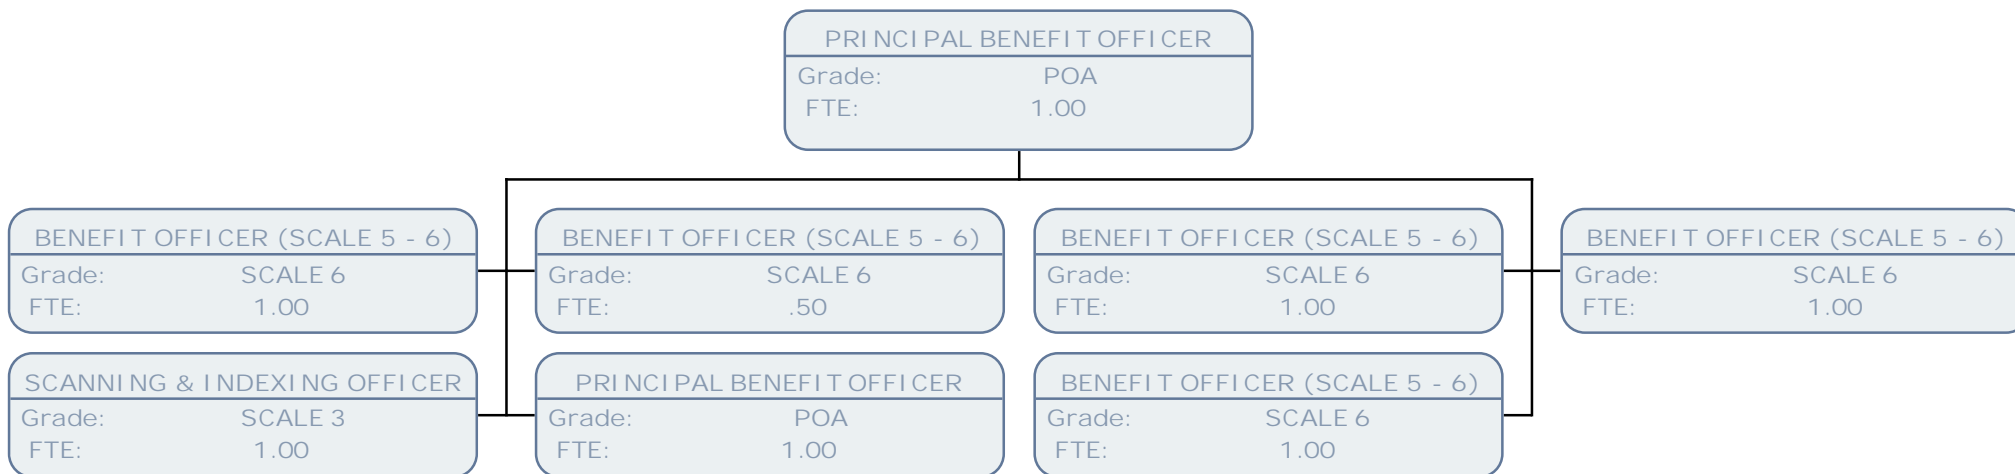 PRINCIPAL BENEFIT OFFICER
Grade: POA
FTE: 1.00
BENEFIT OFFICER (SCALE 5 - 6)
Grade: SCALE 6
FTE: 1.00
BENEFIT OFFICER (SCALE 5 - 6)
Grade: SCALE 6
FTE: .50
BENEFIT OFFICER (SCALE 5 - 6)
Grade: SCALE 6
FTE: 1.00
BENEFIT OFFICER (SCALE 5 - 6)
Grade: SCALE 6
FTE: 1.00
SCANNING & INDEXING OFFICER
Grade: SCALE 3
FTE: 1.00
PRINCIPAL BENEFIT OFFICER
Grade: POA
FTE: 1.00
BENEFIT OFFICER (SCALE 5 - 6)
Grade: SCALE 6
FTE: 1.00